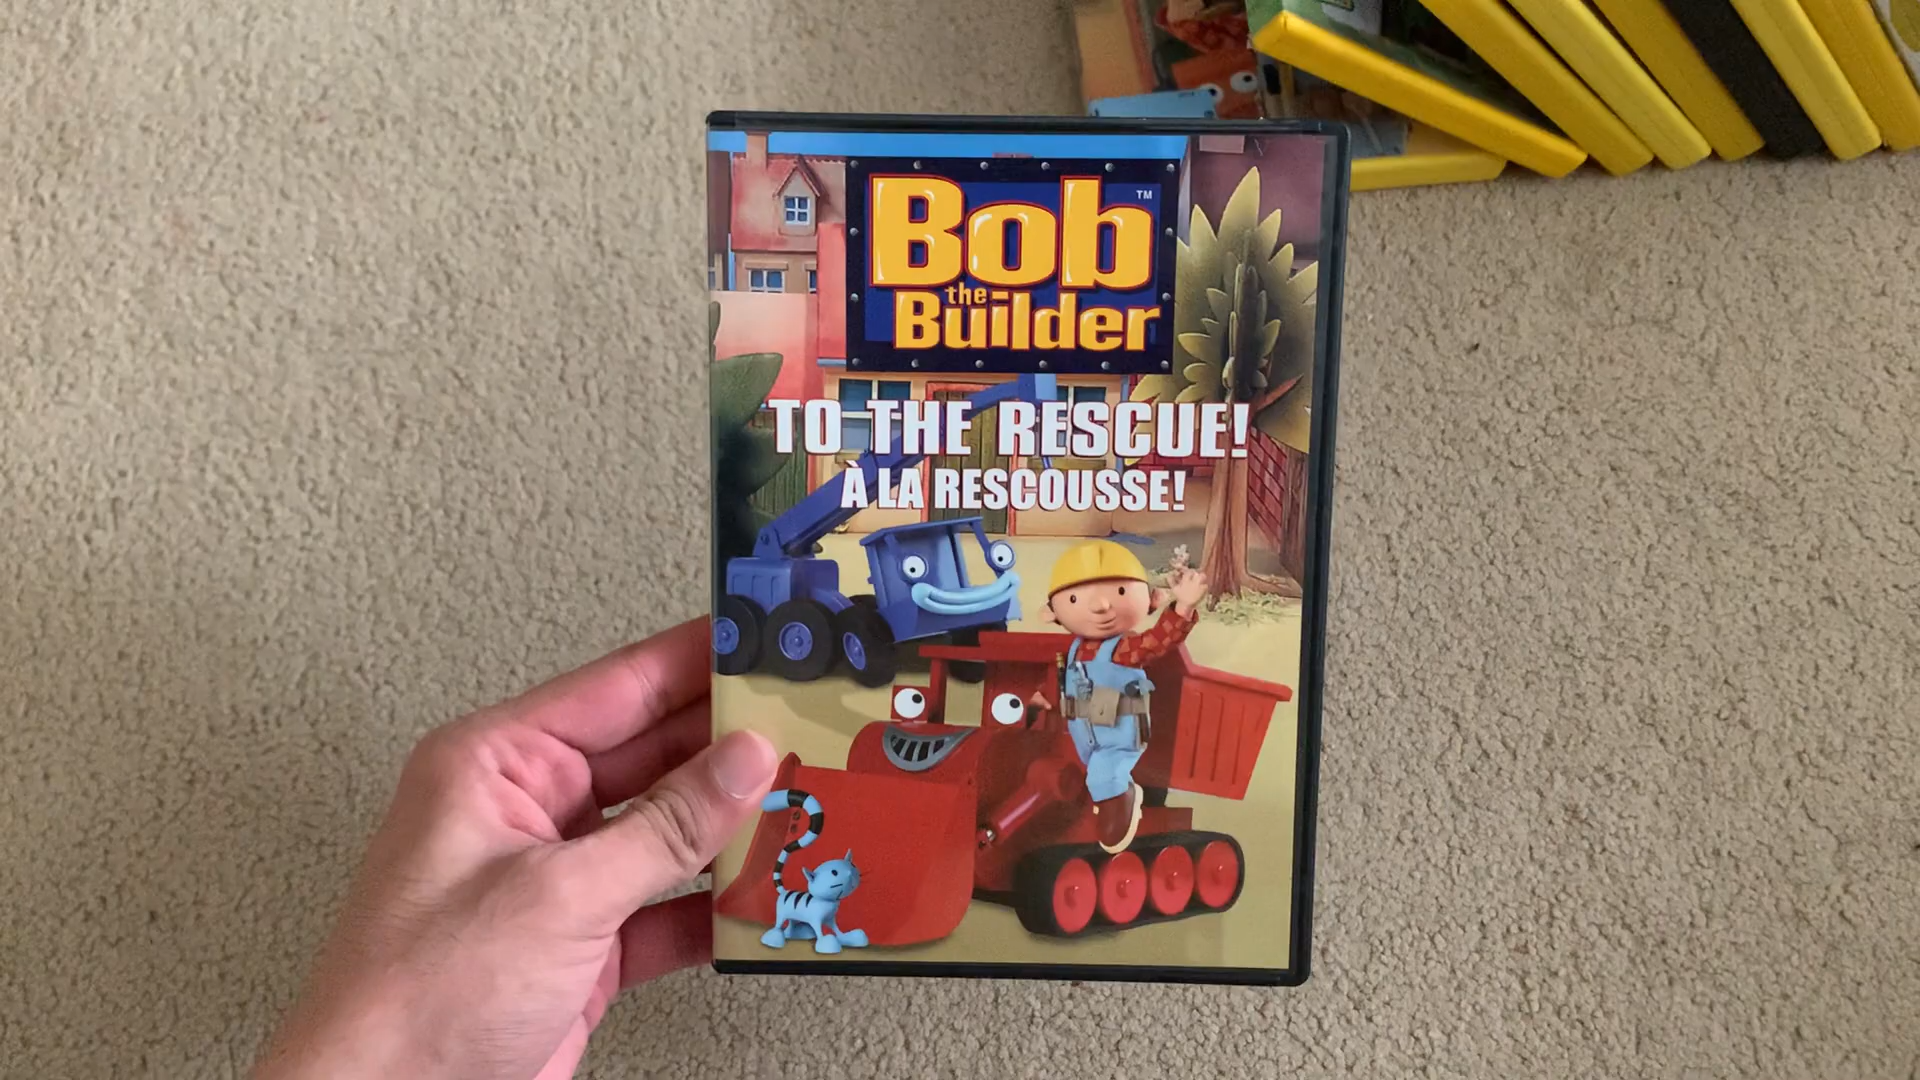 Bob
TM
the
Builder
TO THE RESCUE!
À LA RESCOUSSE!